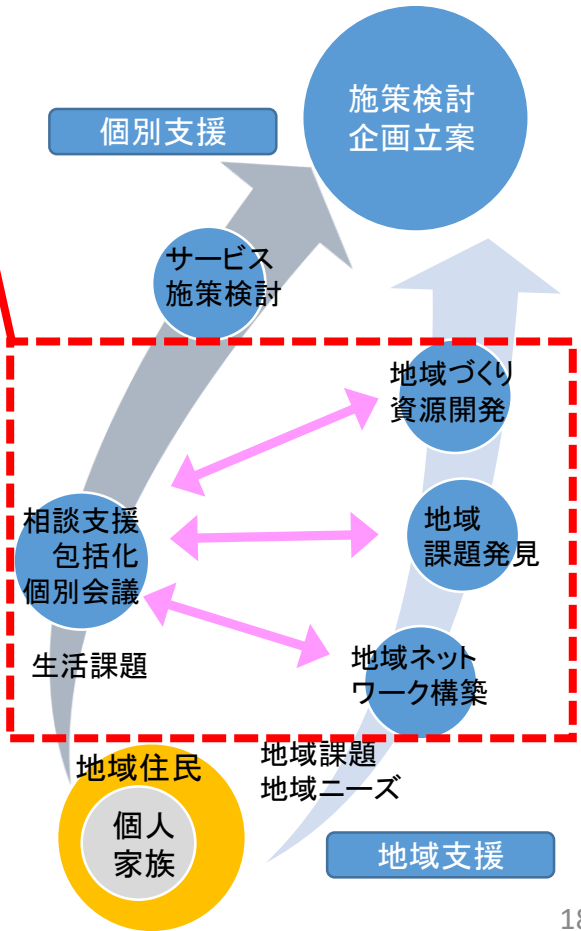 施策検討
企画立案
個別支援
サービス
施策検討
地域づくり
資源開発
相談支援
包括化
個別会議
地域
課題発見
生活課題
地域ネット
ワーク構築
地域住民
個人
家族
地域課題
地域ニーズ
地域支援
18